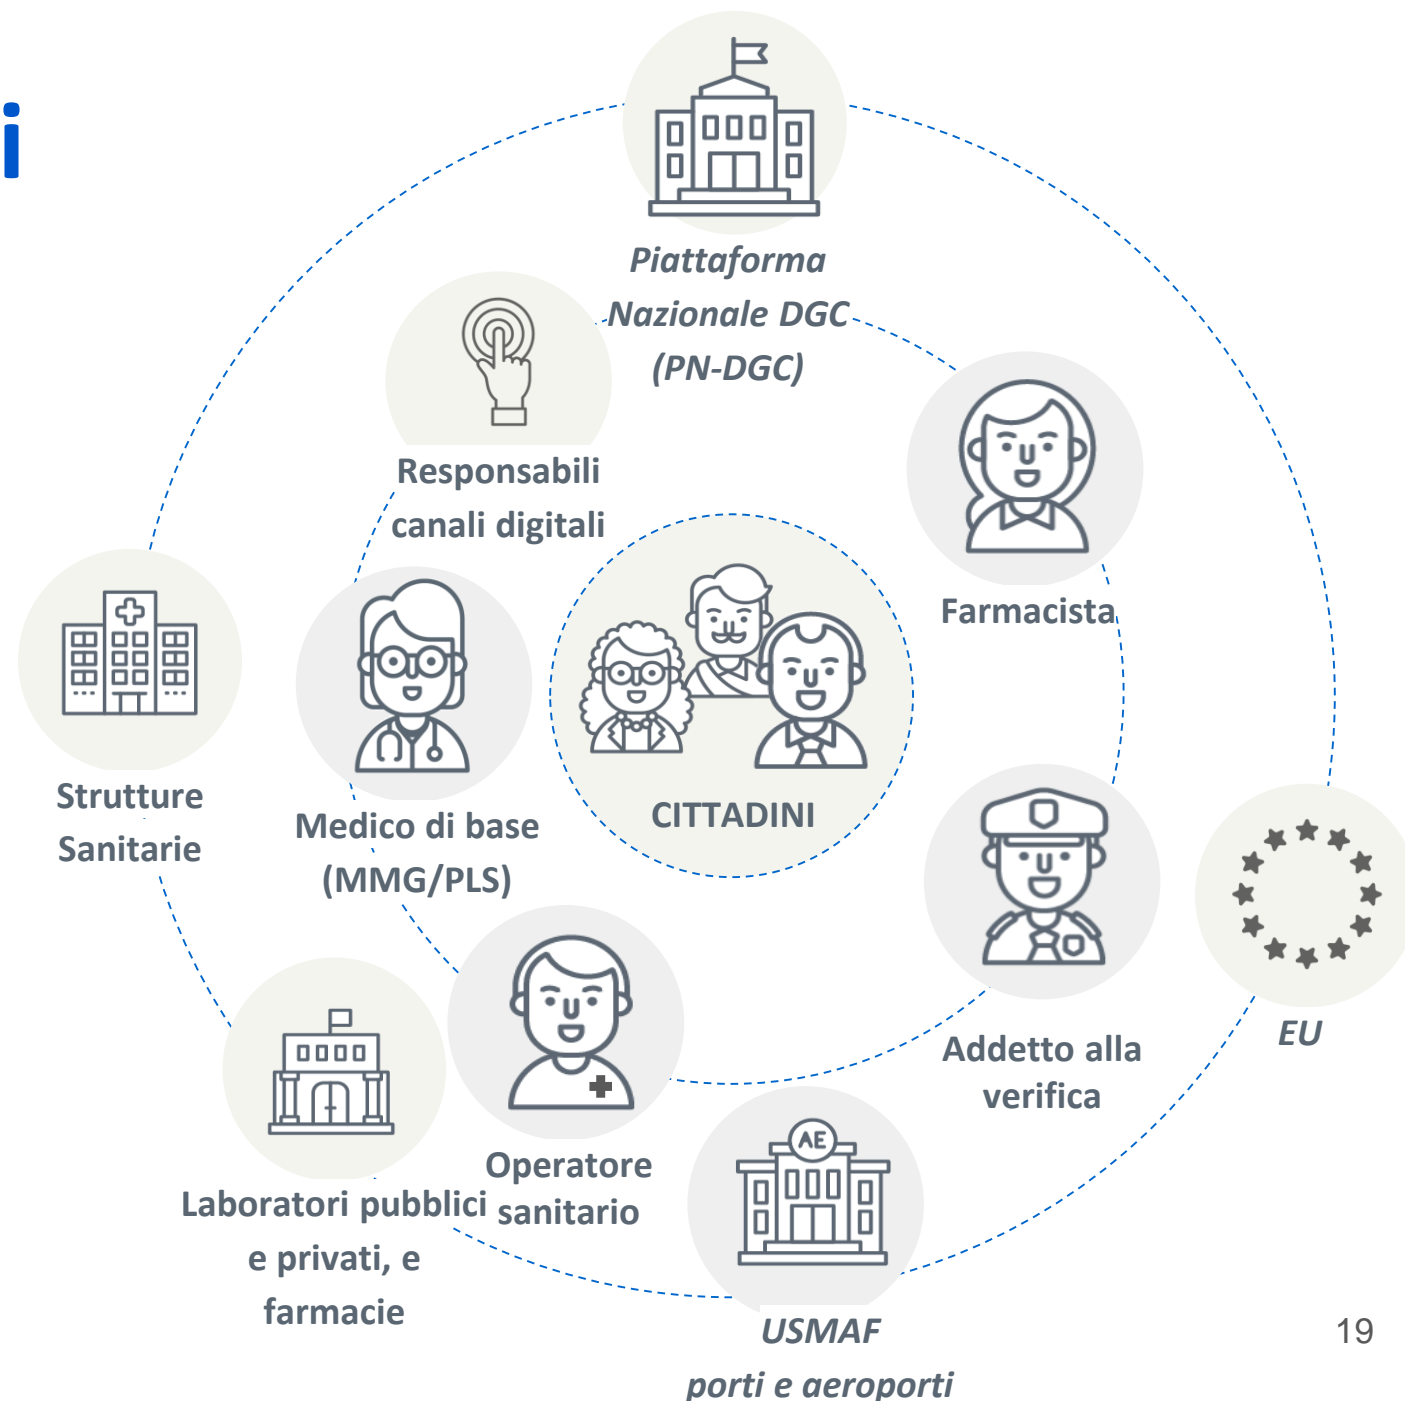 i
Piattaforma
Nazionale DGC
(PN-DGC)
Responsabili
canali digitali
Farmacista
Strutture
Sanitarie
Medico di base
(MMG/PLS)
CITTADINI
EU
Addetto alla
verifica
Operatore
sanitario
AE
Laboratori pubblici
e privati, e
farmacie
USMAF
porti e aeroporti
19